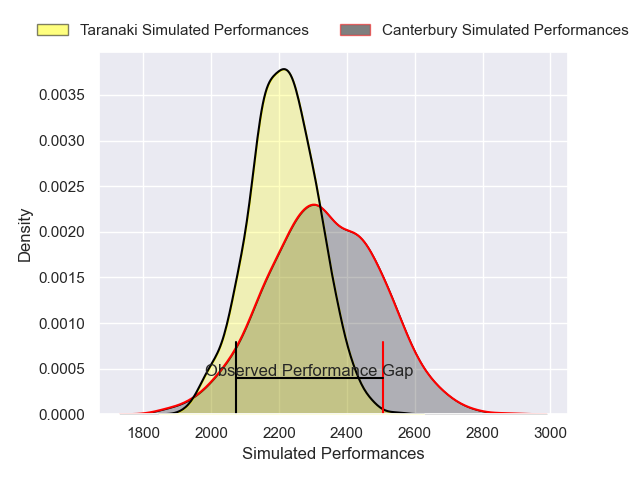 Taranaki Simulated Performances
Canterbury Simulated Performances
0.0035
0.0030
0.0025
0.0020
0.0015
0.0010
0.0005
0.0000
Density
Observed Performance Gap
1800 2000 2200 2400 2600 2800 3000
Simulated Performances